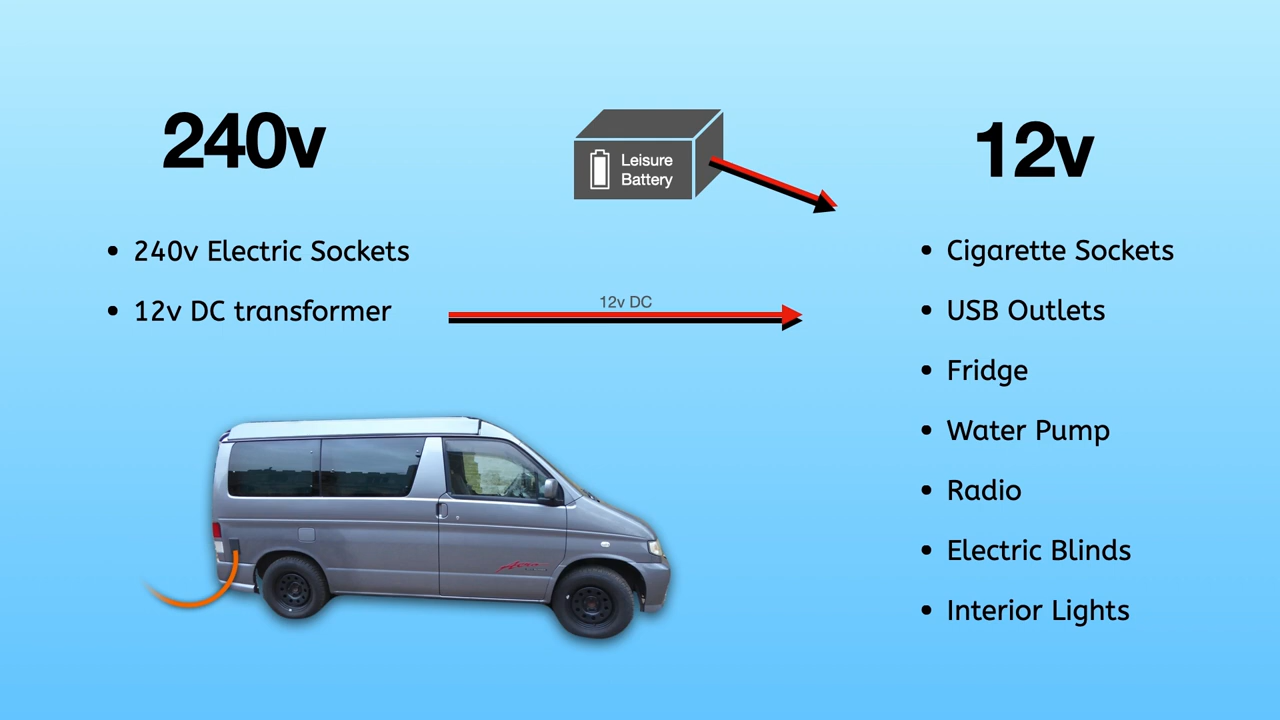 240v
• 240v Electric Sockets
• 12v DC transformer
Leisure
Battery
12v DC
12v
• Cigarette Sockets
• USB Outlets
• Fridge
• Water Pump
• Radio
• Electric Blinds
• Interior Lights